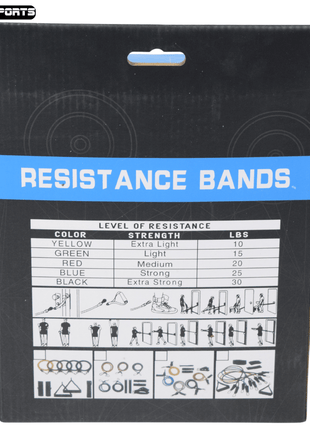 PORTS
RESISTANCE BANDS
LEVEL OF RESISTANCE
COLOR STRENGTH LBS
YELLOW Extra Light 10
GREEN Light 15
RED Medium 20
BLUE Strong 25
BLACK Extra Strong 30